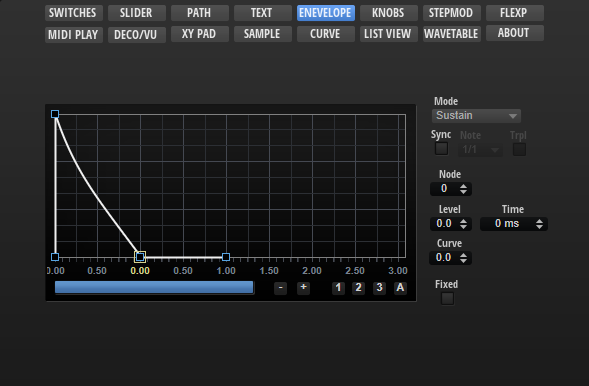 SWITCHES SLIDER PATH TEXT ENEVELOPE KNOBS STEPMOD FLEXP
MIDI PLAY DECO/VU XY PAD SAMPLE CURVE LIST VIEW WAVETABLE ABOUT
Mode
Sustain
Sync Note Trpl
1/1
Node
0
Level Time
0.0 0 ms
Curve
0.0
0.00 0.50 0.00 0.50 1.00 1.50 2.00 2.50 3.00
Fixed
- + 1 2 3 A